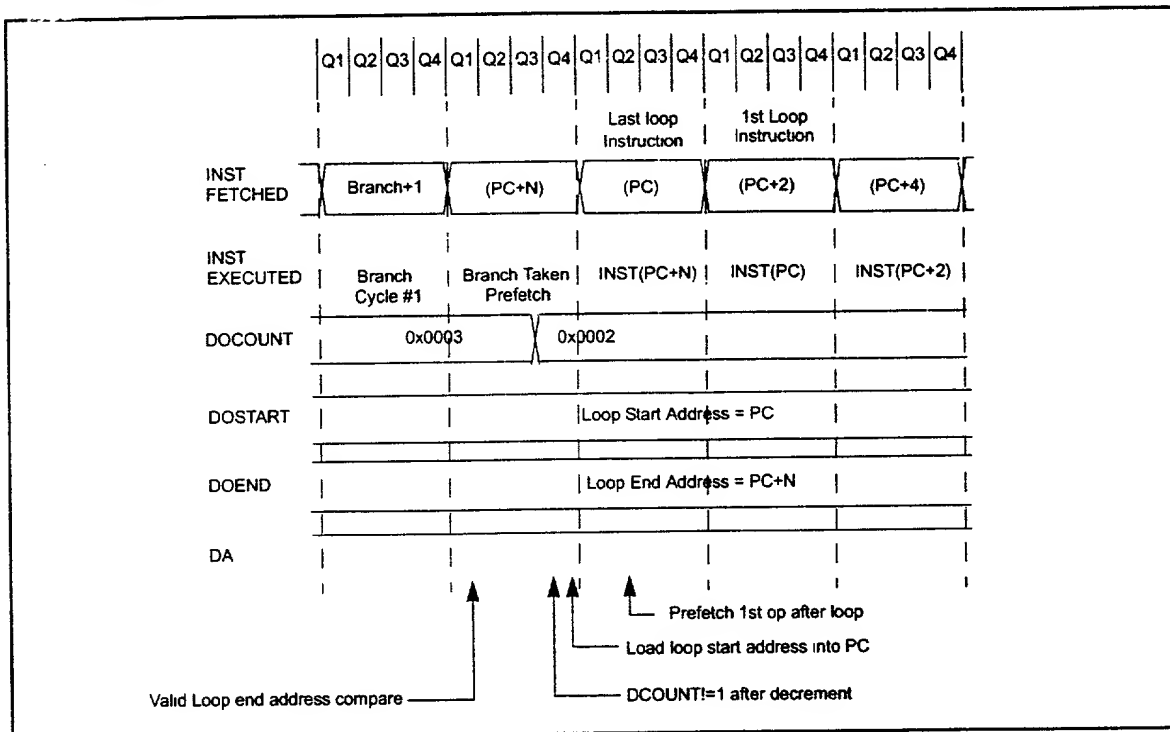 Q1 Q2 Q3 Q4 Q1 Q2 Q3 Q4 Q1 Q2 Q3 Q4 Q1 Q2 Q3 Q4 Q1 Q2 Q3 Q4
Last loop
Instruction
1st Loop
Instruction
INST
FETCHED
Branch+1
(PC+N)
(PC)
(PC+2)
(PC+4)
INST
EXECUTED
Branch
Cycle #1
Branch Taken
Prefetch
INST(PC+N)
INST(PC)
INST(PC+2)
DOCOUNT
0x0003
0x0002
DOSTART
Loop Start Address = PC
DOEND
Loop End Address = PC+N
DA
Prefetch 1st op after loop
Load loop start address into PC
Valid Loop end address compare
DCOUNT!=1 after decrement